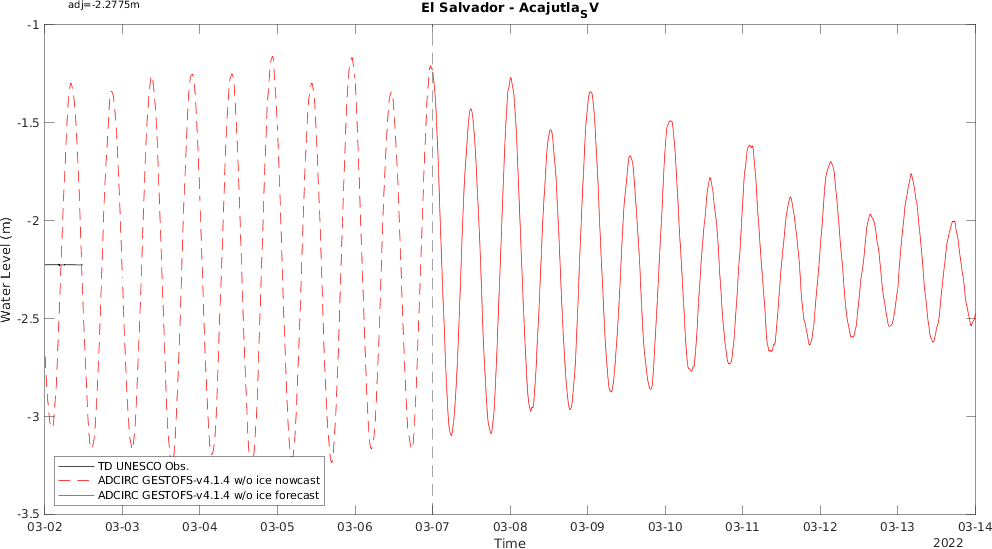 adj=-2.2775m
El Salvador - Acajutla_SV
-1
-1.5
-2
-2.5
-3
-3.5
Water Level (m)
TD UNESCO Obs.
ADCIRC GESTOFS-v4.1.4 w/o ice nowcast
ADCIRC GESTOFS-v4.1.4 w/o ice forecast
03-02 03-03 03-04 03-05 03-06 03-07 03-08 03-09 03-10 03-11 03-12 03-13 03-14
Time
2022